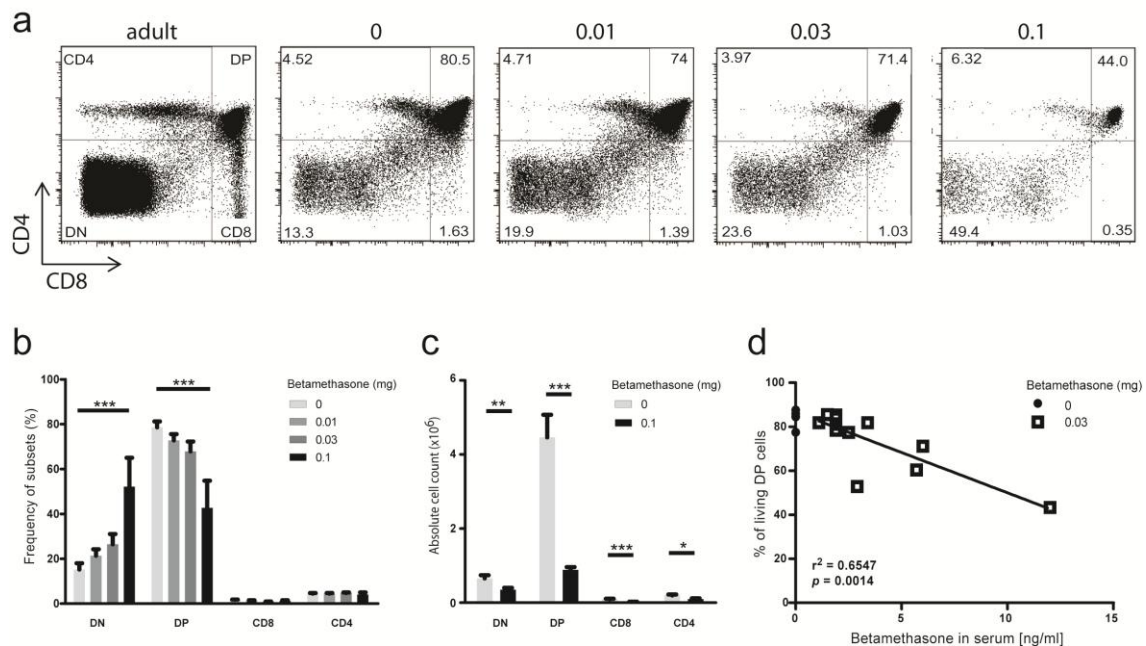 a
adult 0 0.01 0.03 0.1
CD4 DP 4.52 80.5 4.71 74 3.97 71.4 6.32 44.0
DN CD8 13.3 1.63 19.9 1.39 23.6 1.03 49.4 0.35
CD4
CD8
b
Frequency of subsets (%)
100
80
60
40
20
0
*** ***
DN DP CD8 CD4
Betamethasone (mg)
0
0.01
0.03
0.1
c
Absolute cell count (x10⁶)
6
4
2
0
** *** *** *
DN DP CD8 CD4
Betamethasone (mg)
0
0.1
d
% of living DP cells
100
80
60
40
20
0
r² = 0.6547
p = 0.0014
0 5 10 15
Betamethasone in serum [ng/ml]
Betamethasone (mg)
0
0.03